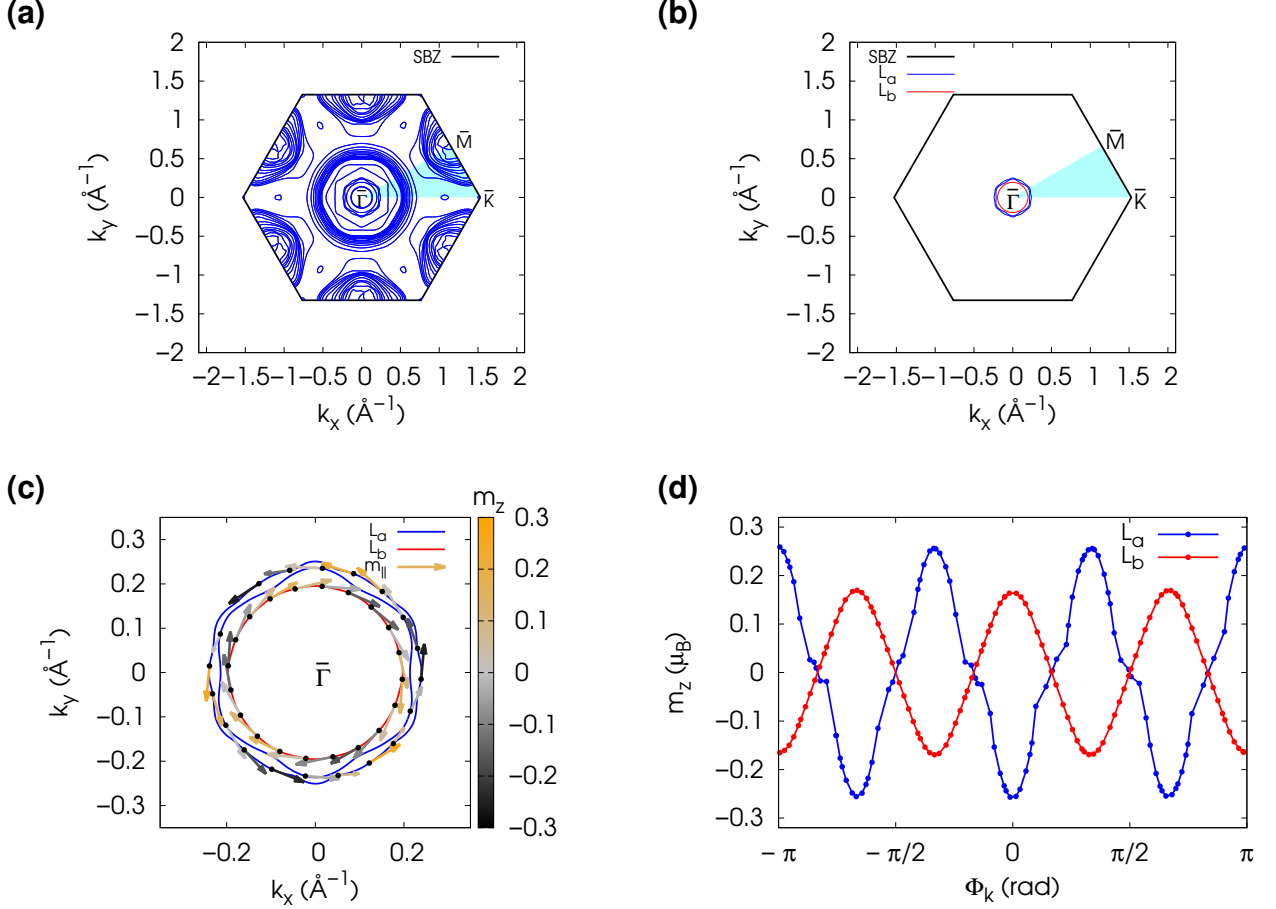 (a)
2
1.5
1
0.5
0
−0.5
−1
−1.5
−2
−2 −1.5 −1 −0.5 0 0.5 1 1.5 2
k_y (Å⁻¹)
k_x (Å⁻¹)
SBZ
M̄
Γ̄
K̄
(b)
2
1.5
1
0.5
0
−0.5
−1
−1.5
−2
−2 −1.5 −1 −0.5 0 0.5 1 1.5 2
k_y (Å⁻¹)
k_x (Å⁻¹)
SBZ
L_a
L_b
M̄
Γ̄
K̄
(c)
0.3
0.2
0.1
0
−0.1
−0.2
−0.3
−0.2 0 0.2
k_y (Å⁻¹)
k_x (Å⁻¹)
L_a
L_b
m_||
Γ̄
m_z
0.3
0.2
0.1
0
−0.1
−0.2
−0.3
(d)
0.3
0.2
0.1
0
−0.1
−0.2
−0.3
− π − π/2 0 π/2 π
m_z (μ_B)
Φ_k (rad)
L_a
L_b